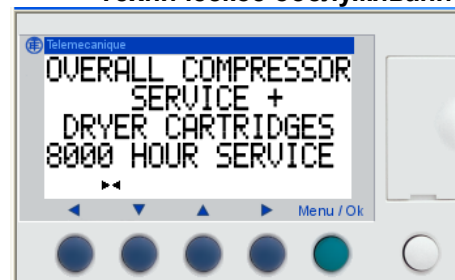 Telemecanique
OVERALL COMPRESSOR
SERVICE +
DRYER CARTRIDGES
8000 HOUR SERVICE
Menu / Ok